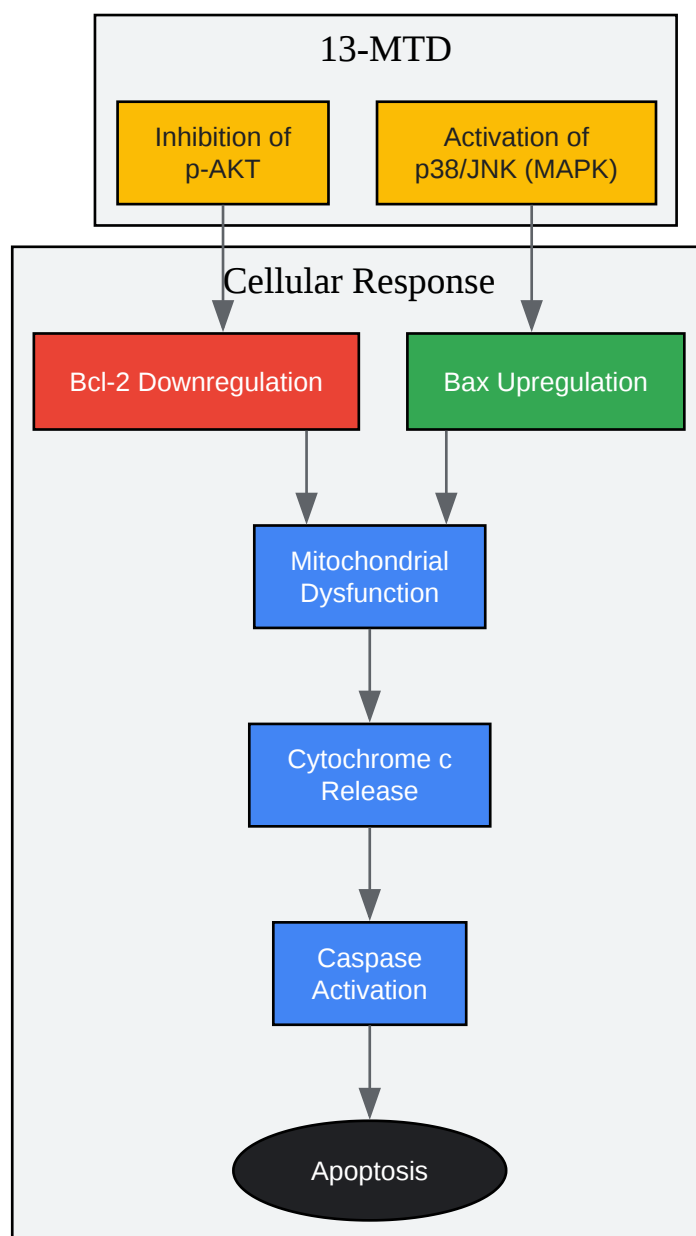 13-MTD
Inhibition of
p-AKT
Activation of
p38/JNK (MAPK)
Cellular Response
Bcl-2 Downregulation
Bax Upregulation
Mitochondrial
Dysfunction
Cytochrome c
Release
Caspase
Activation
Apoptosis